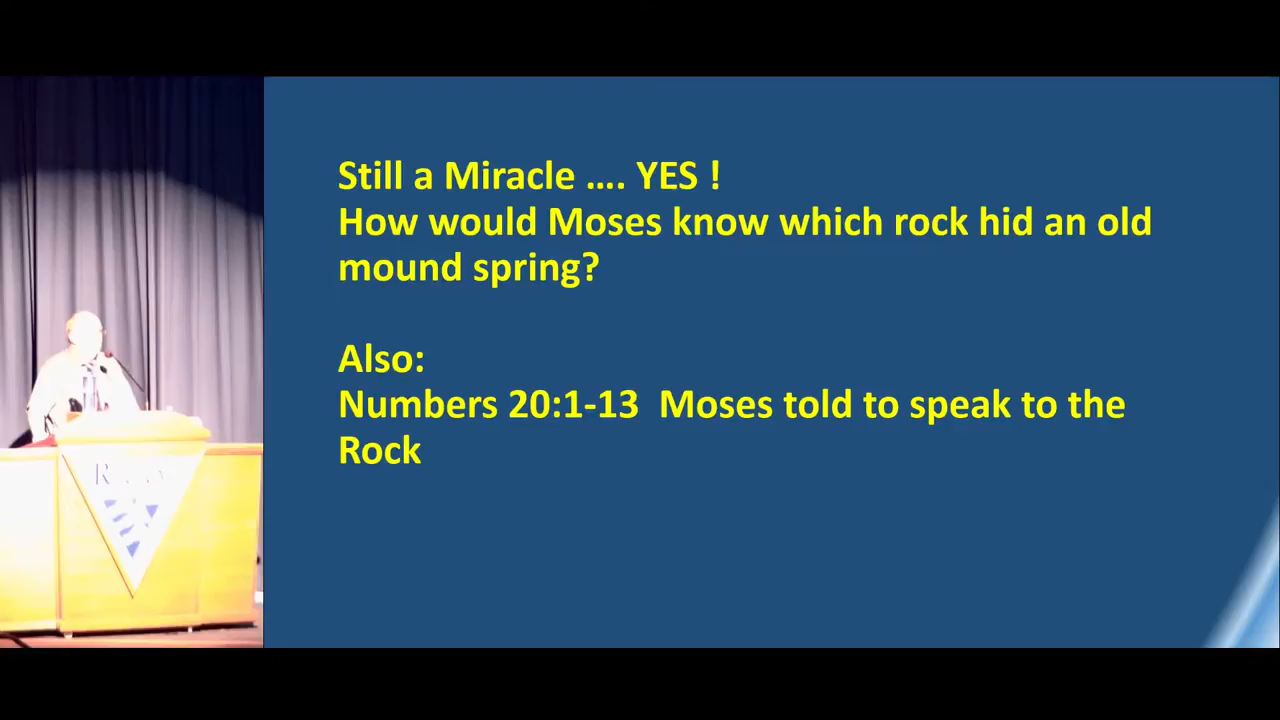 Still a Miracle .... YES !
How would Moses know which rock hid an old
mound spring?
Also:
Numbers 20:1-13  Moses told to speak to the
Rock